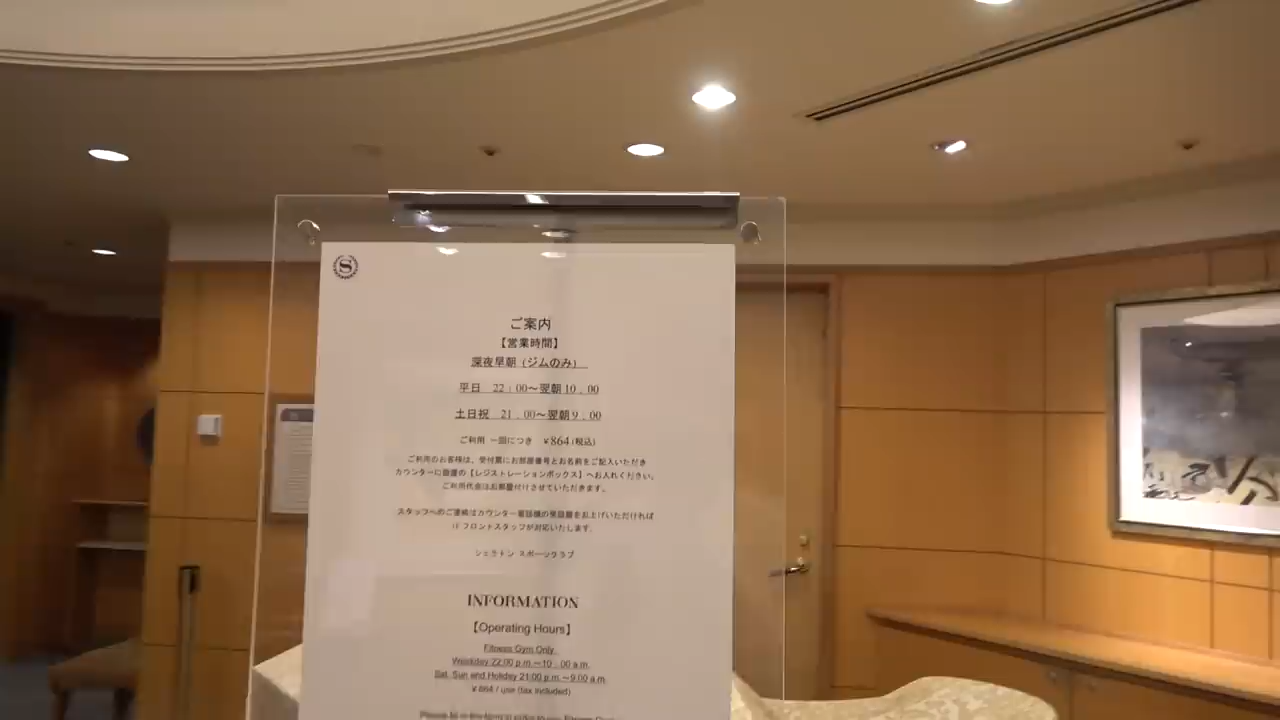 S
ご案内
【営業時間】
深夜早朝（ジムのみ）
平日 22：00～翌朝10．00
土日祝 21．00～翌朝9．00
ご利用 一回につき ￥864(税込)
ご利用のお客様は、受付票にお部屋番号とお名前をご記入いただき
カウンターに設置の【レジストレーションボックス】へお入れください。
ご利用代金はお部屋付けさせていただきます。
スタッフへのご連絡はカウンター電話機の受話器をお上げいただければ
1F フロントスタッフが対応いたします。
シェラトン スポーツクラブ
INFORMATION
【Operating Hours】
Fitness Gym Only.
Weekday 22:00 p.m.～10：00 a.m.
Sat. Sun and Holiday 21:00 p.m.～9:00 a.m.
￥864 / use (tax included)